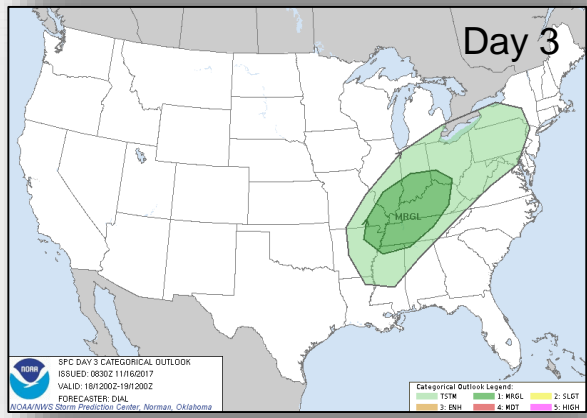 Day 3
MRGL
NOAA
SPC DAY 3 CATEGORICAL OUTLOOK
ISSUED: 0830Z 11/16/2017
VALID: 18/1200Z-19/1200Z
FORECASTER: DIAL
NOAA/NWS Storm Prediction Center, Norman, Oklahoma
Categorical Outlook Legend:
TSTM 1: MRGL 2: SLGT
3: ENH 4: MDT 5: HIGH